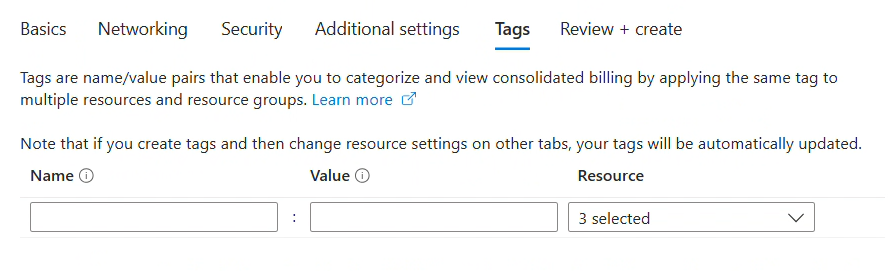 Basics Networking Security Additional settings Tags Review + create
Tags are name/value pairs that enable you to categorize and view consolidated billing by applying the same tag to
multiple resources and resource groups. Learn more
Note that if you create tags and then change resource settings on other tabs, your tags will be automatically updated.
Name Value Resource
: 3 selected